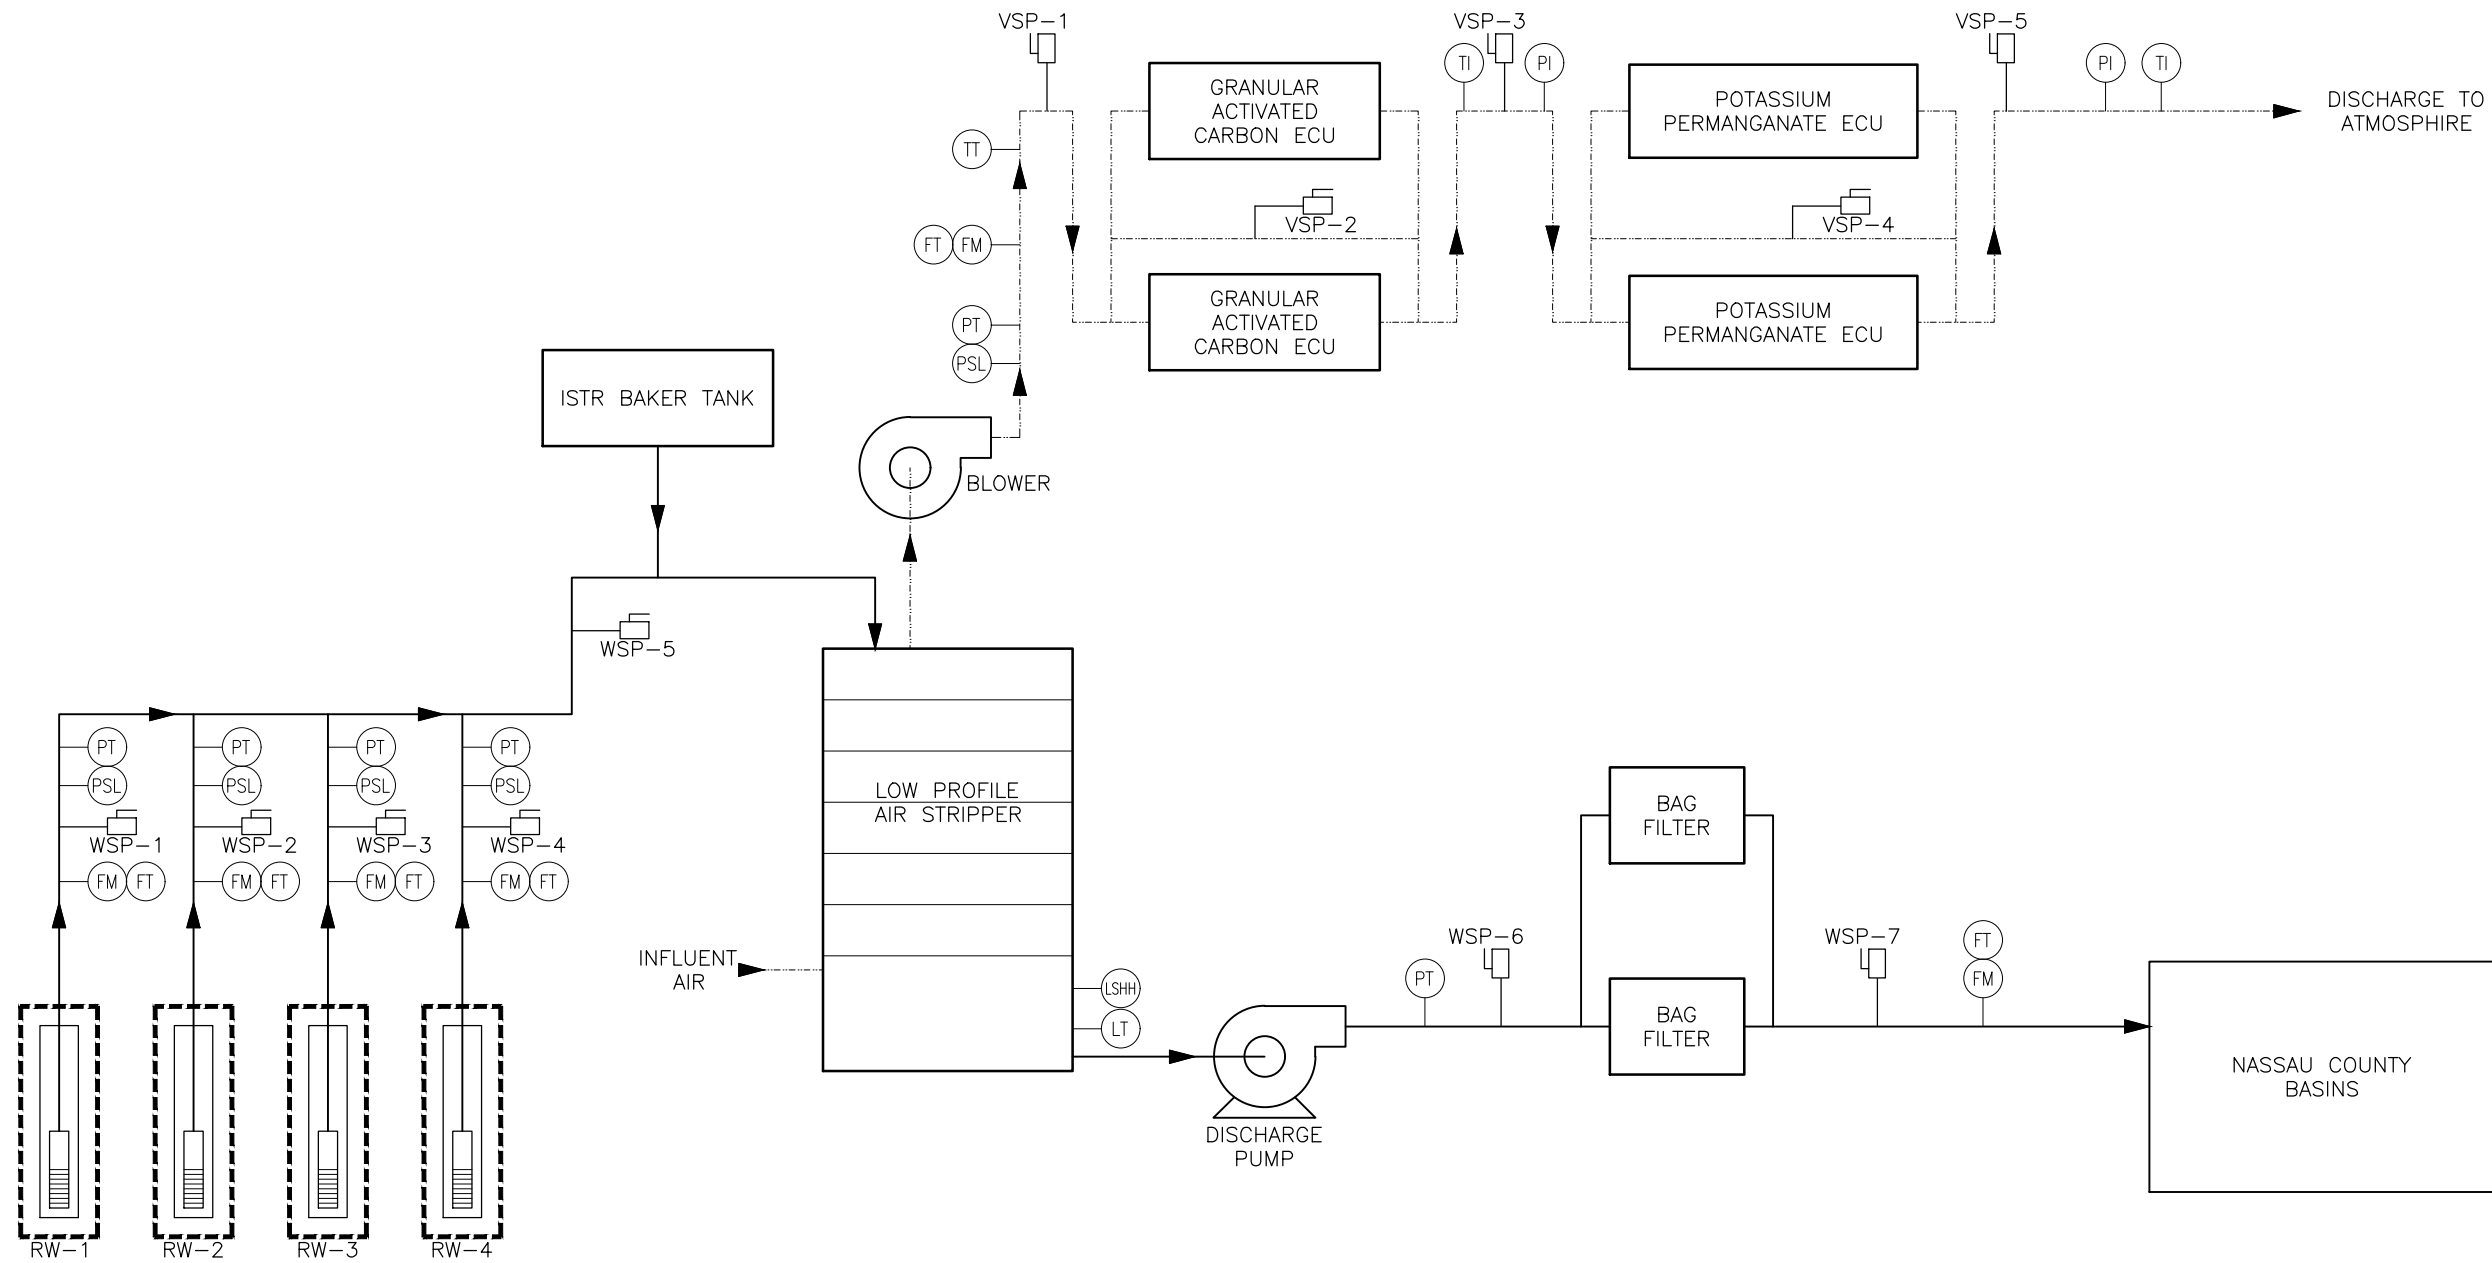 VSP-1
VSP-3
VSP-5
TI
PI
PI
TI
GRANULAR
ACTIVATED
CARBON ECU
POTASSIUM
PERMANGANATE ECU
DISCHARGE TO
ATMOSPHIRE
TT
VSP-2
VSP-4
FT
FM
GRANULAR
ACTIVATED
CARBON ECU
POTASSIUM
PERMANGANATE ECU
PT
PSL
ISTR BAKER TANK
BLOWER
WSP-5
PT
PT
PT
PT
PSL
PSL
PSL
PSL
WSP-1
WSP-2
WSP-3
WSP-4
FM
FT
FM
FT
FM
FT
FM
FT
LOW PROFILE
AIR STRIPPER
BAG
FILTER
INFLUENT
AIR
WSP-6
WSP-7
FT
FM
PT
LSHH
LT
BAG
FILTER
NASSAU COUNTY
BASINS
DISCHARGE
PUMP
RW-1
RW-2
RW-3
RW-4